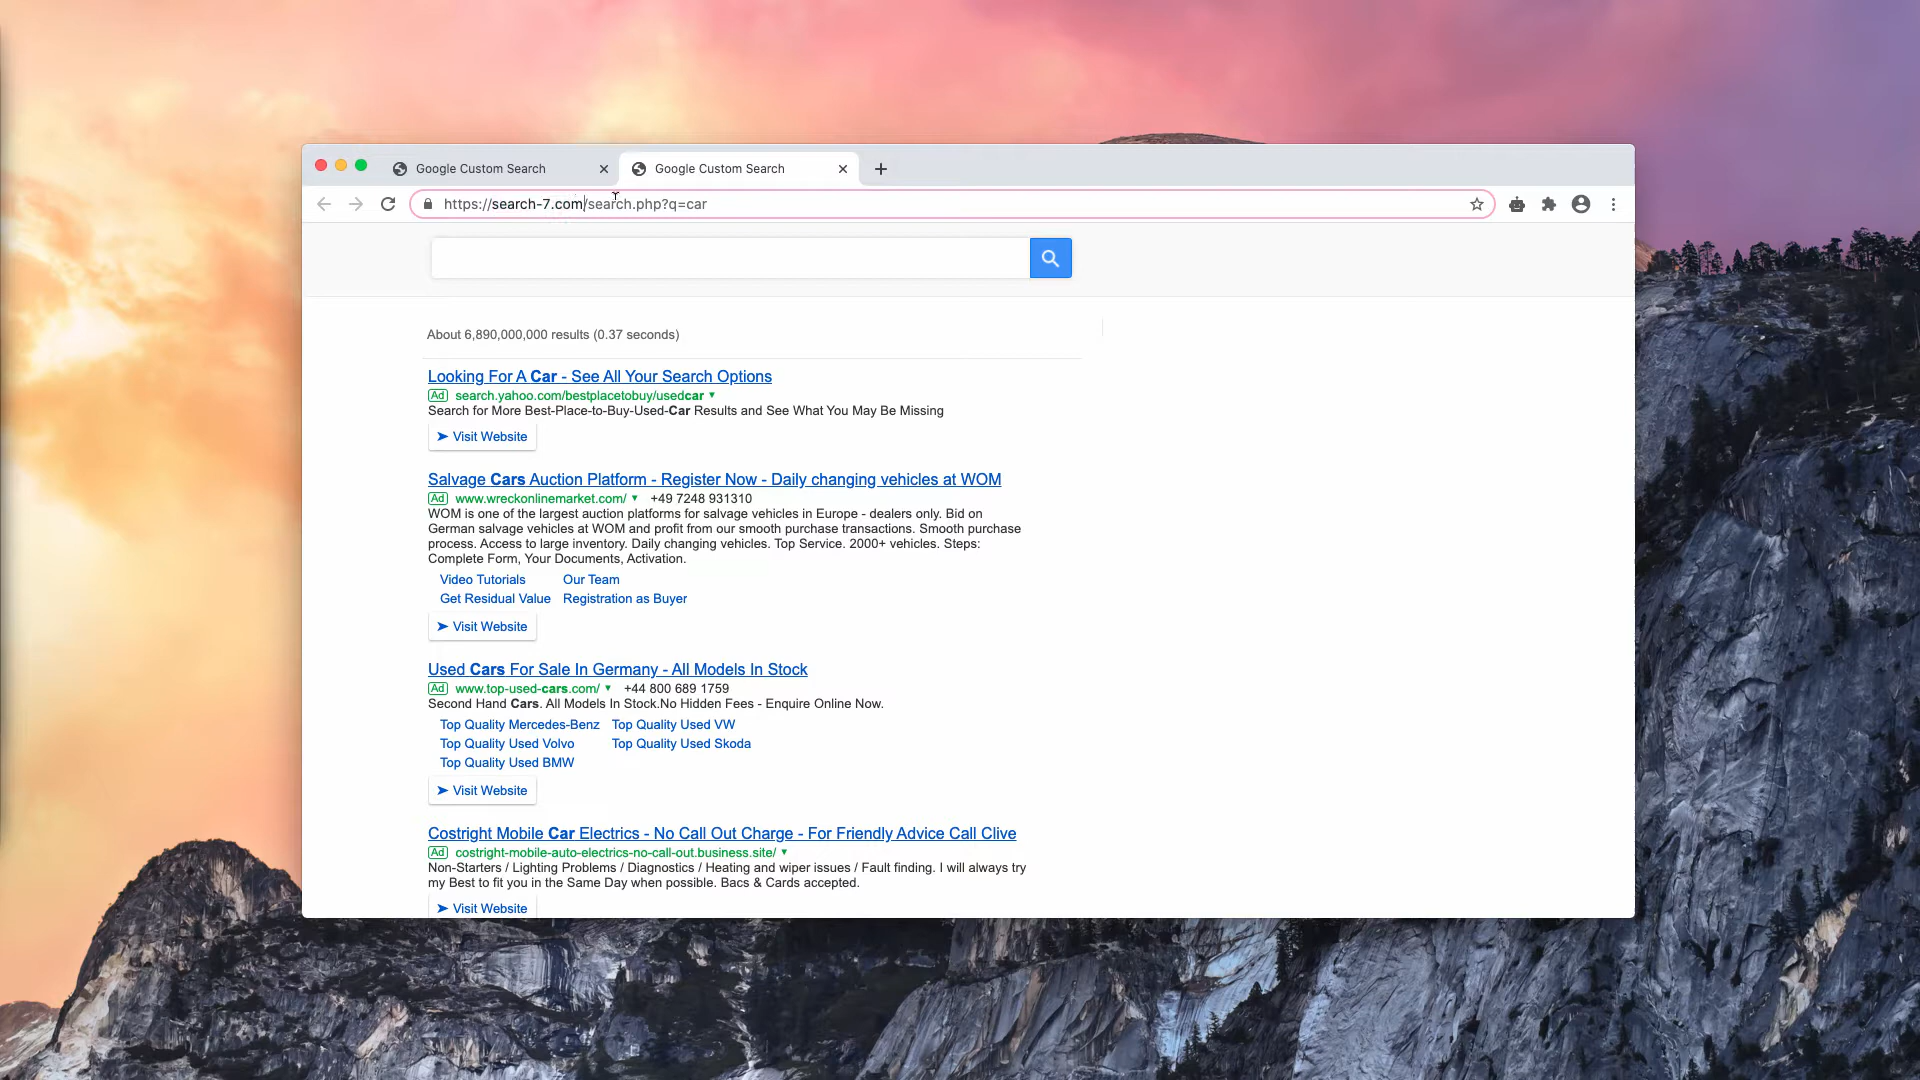 Google Custom Search
Google Custom Search
https://search-7.com/search.php?q=car
About 6,890,000,000 results (0.37 seconds)
Looking For A Car - See All Your Search Options
Ad search.yahoo.com/bestplacetobuy/usedcar
Search for More Best-Place-to-Buy-Used-Car Results and See What You May Be Missing
Visit Website
Salvage Cars Auction Platform - Register Now - Daily changing vehicles at WOM
Ad www.wreckonlinemarket.com/ +49 7248 931310
WOM is one of the largest auction platforms for salvage vehicles in Europe - dealers only. Bid on
German salvage vehicles at WOM and profit from our smooth purchase transactions. Smooth purchase
process. Access to large inventory. Daily changing vehicles. Top Service. 2000+ vehicles. Steps:
Complete Form, Your Documents, Activation.
Video Tutorials Our Team
Get Residual Value Registration as Buyer
Visit Website
Used Cars For Sale In Germany - All Models In Stock
Ad www.top-used-cars.com/ +44 800 689 1759
Second Hand Cars. All Models In Stock.No Hidden Fees - Enquire Online Now.
Top Quality Mercedes-Benz Top Quality Used VW
Top Quality Used Volvo Top Quality Used Skoda
Top Quality Used BMW
Visit Website
Costright Mobile Car Electrics - No Call Out Charge - For Friendly Advice Call Clive
Ad costright-mobile-auto-electrics-no-call-out.business.site/
Non-Starters / Lighting Problems / Diagnostics / Heating and wiper issues / Fault finding. I will always try
my Best to fit you in the Same Day when possible. Bacs & Cards accepted.
Visit Website